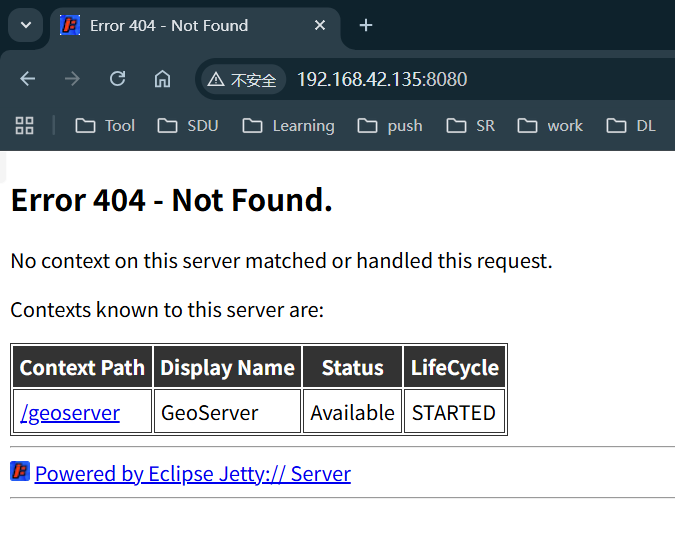 Error 404 - Not Found
不安全 192.168.42.135:8080
Tool SDU Learning push SR work DL
Error 404 - Not Found.
No context on this server matched or handled this request.
Contexts known to this server are:
Context Path Display Name Status LifeCycle
/geoserver GeoServer Available STARTED
Powered by Eclipse Jetty:// Server